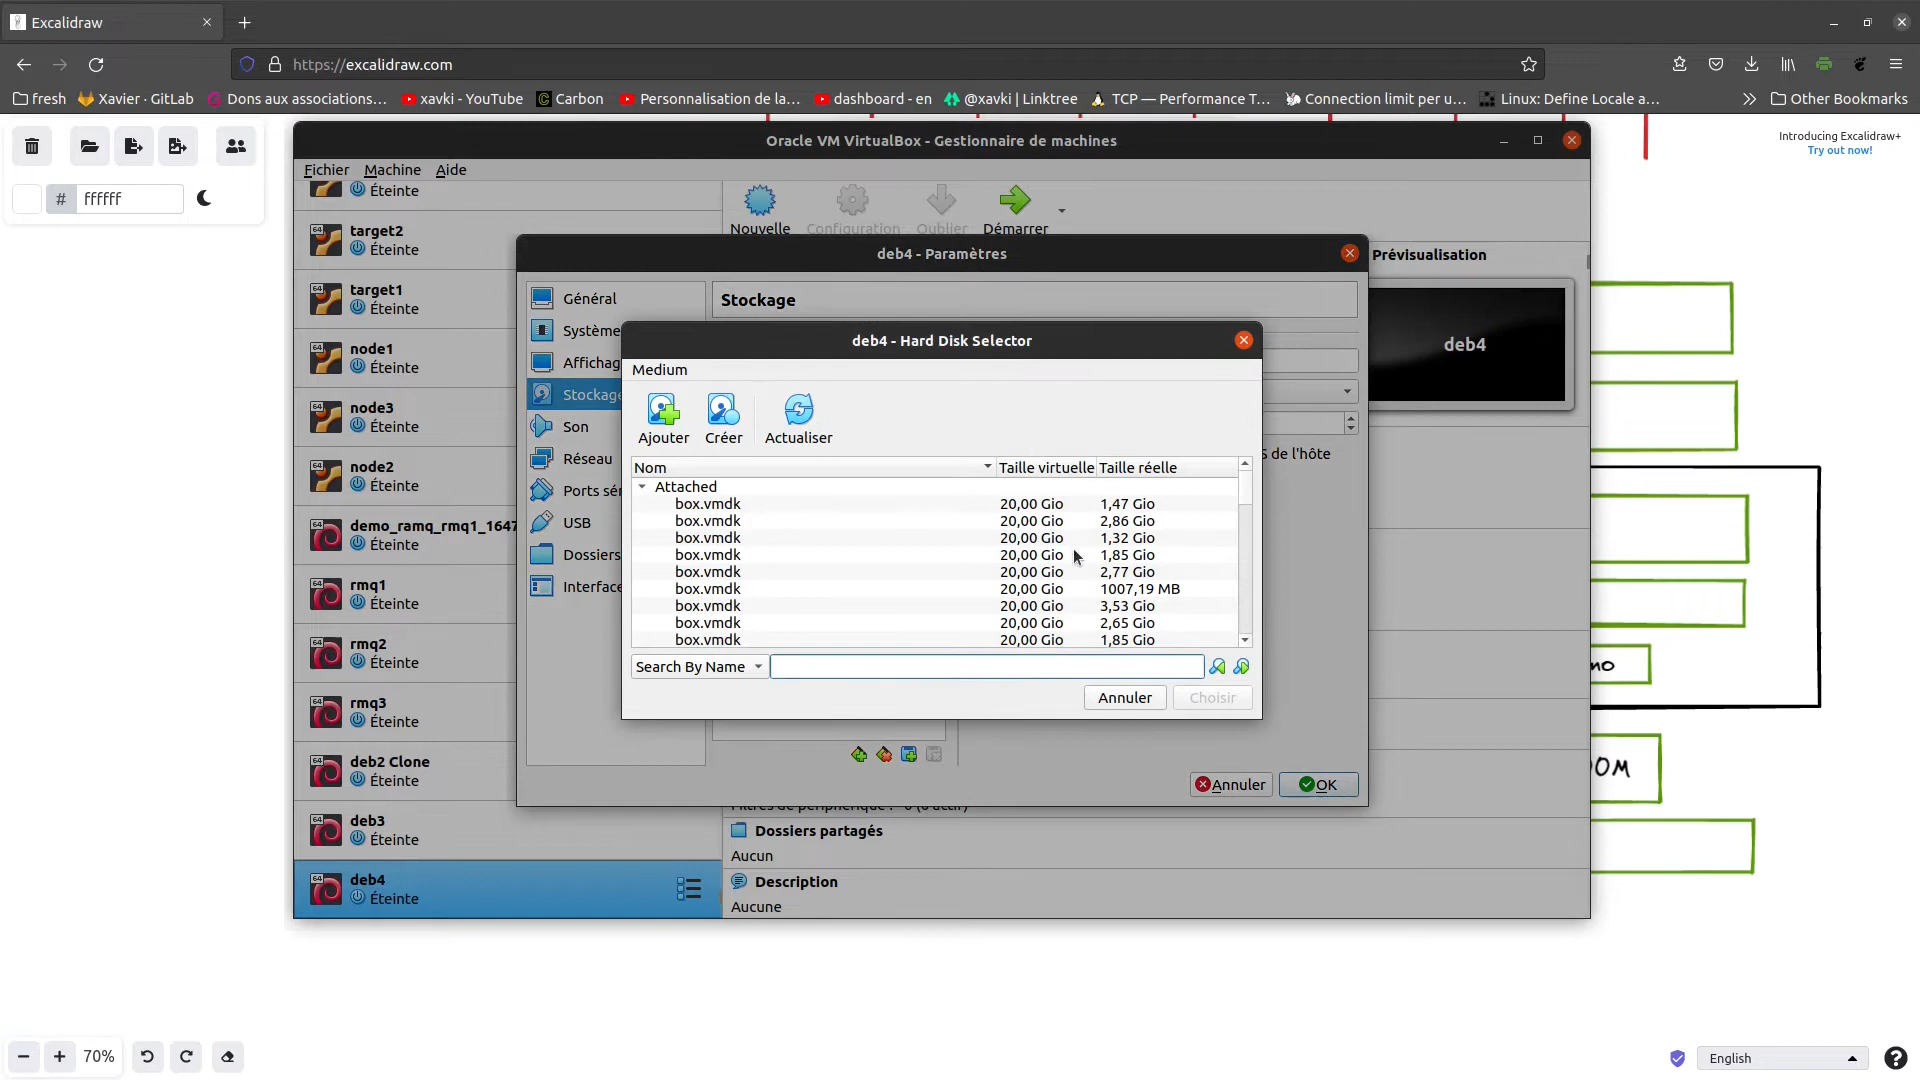 Excalidraw
https://excalidraw.com
fresh
Xavier · GitLab
Dons aux associations…
xavki - YouTube
Carbon
Personnalisation de la…
dashboard - en
@xavki | Linktree
TCP — Performance T…
Connection limit per u…
Linux: Define Locale a…
Other Bookmarks
Introducing Excalidraw+
Try out now!
# ffffff
Oracle VM VirtualBox - Gestionnaire de machines
Fichier Machine Aide
Éteinte
target2
Éteinte
target1
Éteinte
node1
Éteinte
node3
Éteinte
node2
Éteinte
demo_ramq_rmq1_1647
Éteinte
rmq1
Éteinte
rmq2
Éteinte
rmq3
Éteinte
deb2 Clone
Éteinte
deb3
Éteinte
deb4
Éteinte
Nouvelle Configuration Oublier Démarrer
Prévisualisation
deb4
deb4 - Paramètres
Général
Système
Affichag
Stockage
Son
Réseau
Ports sér
USB
Dossiers
Interface
Stockage
S de l'hôte
deb4 - Hard Disk Selector
Medium
Ajouter Créer Actualiser
Nom Taille virtuelle Taille réelle
Attached
box.vmdk 20,00 Gio 1,47 Gio
box.vmdk 20,00 Gio 2,86 Gio
box.vmdk 20,00 Gio 1,32 Gio
box.vmdk 20,00 Gio 1,85 Gio
box.vmdk 20,00 Gio 2,77 Gio
box.vmdk 20,00 Gio 1007,19 MB
box.vmdk 20,00 Gio 3,53 Gio
box.vmdk 20,00 Gio 2,65 Gio
box.vmdk 20,00 Gio 1,85 Gio
Search By Name
Annuler Choisir
Annuler OK
Dossiers partagés
Aucun
Description
Aucune
70%
English